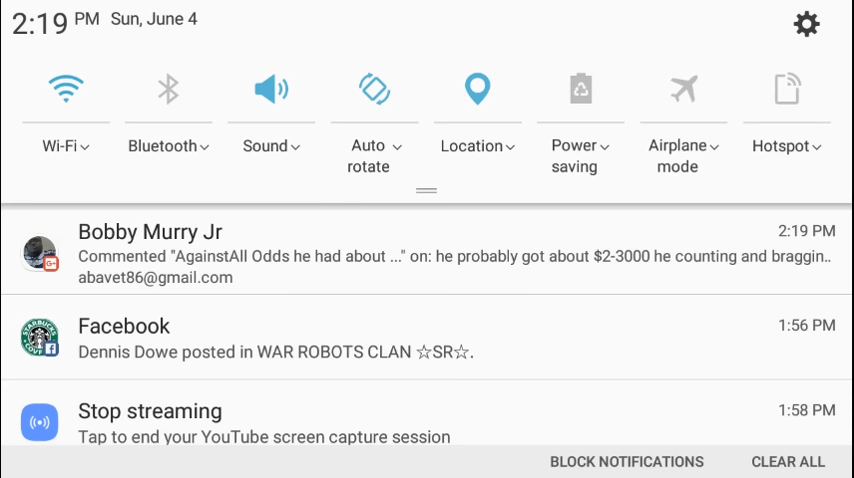 2:19 PM Sun, June 4
Wi-Fi Bluetooth Sound Auto rotate Location Power saving Airplane mode Hotspot
Bobby Murry Jr 2:19 PM
Commented "AgainstAll Odds he had about ..." on: he probably got about $2-3000 he counting and braggin..
abavet86@gmail.com
G+
STARBUCKS
Facebook 1:56 PM
Dennis Dowe posted in WAR ROBOTS CLAN ☆SR☆.
Stop streaming 1:58 PM
Tap to end your YouTube screen capture session
BLOCK NOTIFICATIONS CLEAR ALL